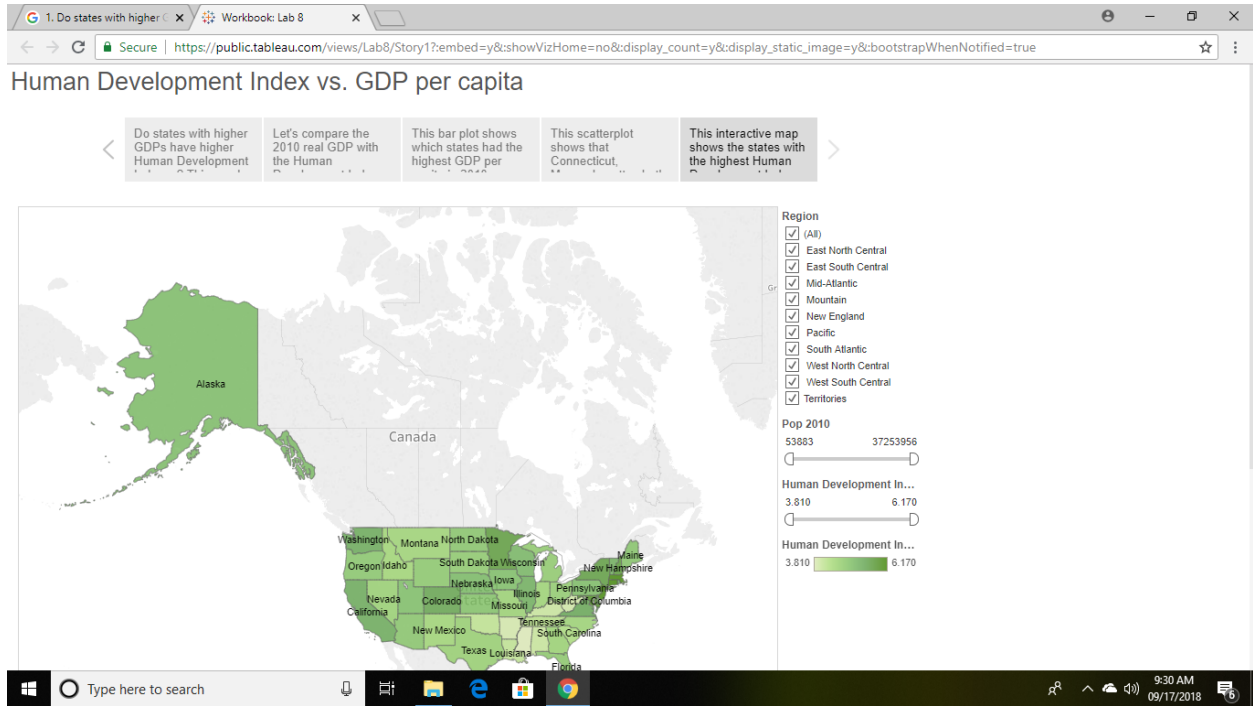 1. Do states with higher G
Workbook: Lab 8
Secure | https://public.tableau.com/views/Lab8/Story1?:embed=y&:showVizHome=no&:display_count=y&:display_static_image=y&:bootstrapWhenNotified=true
Human Development Index vs. GDP per capita
Do states with higher
GDPs have higher
Human Development
Let's compare the
2010 real GDP with
the Human
This bar plot shows
which states had the
highest GDP per
This scatterplot
shows that
Connecticut,
This interactive map
shows the states with
the highest Human
Region
(All)
East North Central
East South Central
Mid-Atlantic
Mountain
New England
Pacific
South Atlantic
West North Central
West South Central
Territories
Pop 2010
53883 37253956
Human Development In...
3.810 6.170
Human Development In...
3.810 6.170
Gr
Alaska
Canada
Washington
Montana
North Dakota
Maine
Oregon
Idaho
South Dakota
Wisconsin
New Hampshire
Nebraska
Iowa
Illinois
Pennsylvania
Nevada
Colorado
Missouri
District of Columbia
California
New Mexico
Tennessee
South Carolina
Texas
Louisiana
Florida
Type here to search
9:30 AM
09/17/2018
6